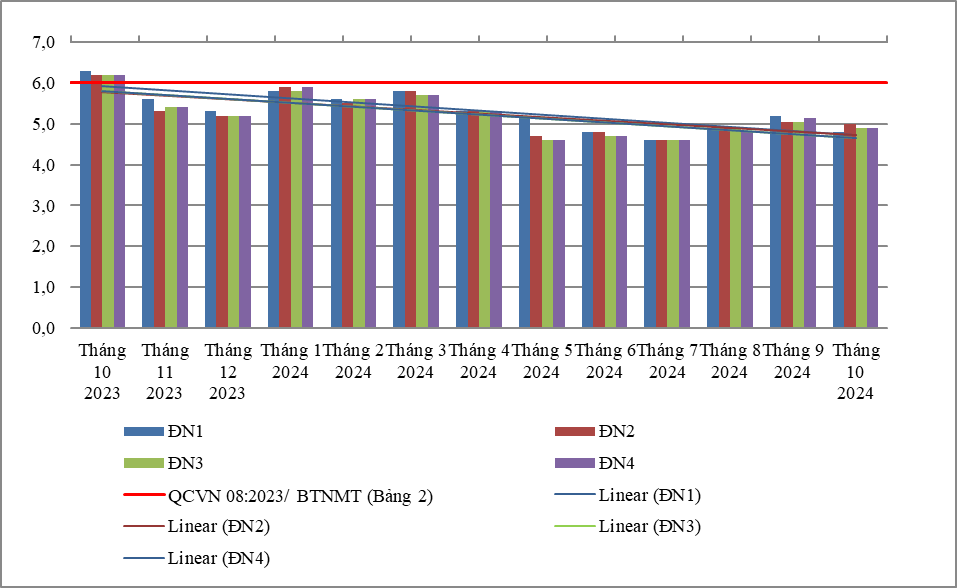 7,0
6,0
5,0
4,0
3,0
2,0
1,0
0,0
Tháng 10 2023
Tháng 11 2023
Tháng 12 2023
Tháng 1 2024
Tháng 2 2024
Tháng 3 2024
Tháng 4 2024
Tháng 5 2024
Tháng 6 2024
Tháng 7 2024
Tháng 8 2024
Tháng 9 2024
Tháng 10 2024
ĐN1
ĐN2
ĐN3
ĐN4
QCVN 08:2023/ BTNMT (Bảng 2)
Linear (ĐN1)
Linear (ĐN2)
Linear (ĐN3)
Linear (ĐN4)